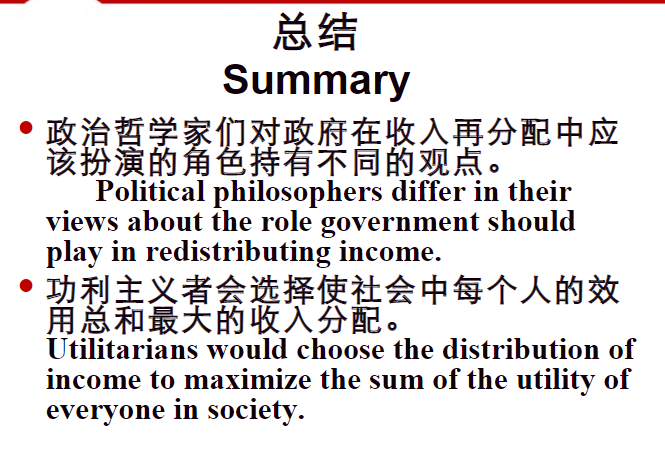 总结
Summary
政治哲学家们对政府在收入再分配中应
该扮演的角色持有不同的观点。
Political philosophers differ in their
views about the role government should
play in redistributing income.
功利主义者会选择使社会中每个人的效
用总和最大的收入分配。
Utilitarians would choose the distribution of
income to maximize the sum of the utility of
everyone in society.